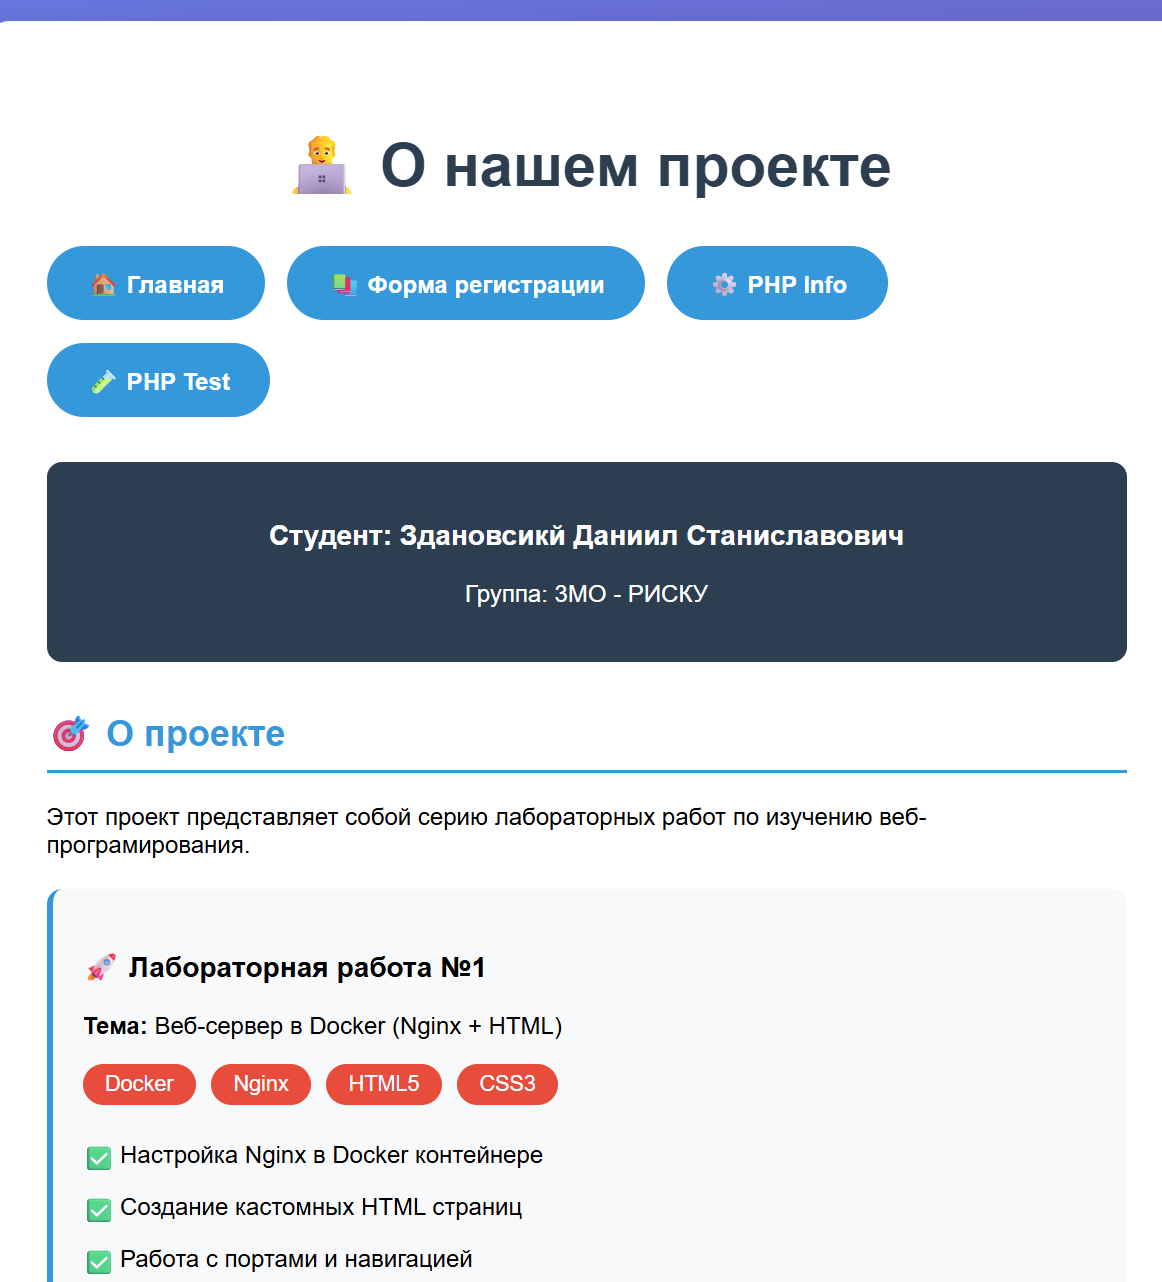 О нашем проекте
Главная
Форма регистрации
PHP Info
PHP Test
Студент: Здановсикй Даниил Станиславович
Группа: 3МО - РИСКУ
О проекте
Этот проект представляет собой серию лабораторных работ по изучению веб-
програмирования.
Лабораторная работа №1
Тема: Веб-сервер в Docker (Nginx + HTML)
Docker Nginx HTML5 CSS3
Настройка Nginx в Docker контейнере
Создание кастомных HTML страниц
Работа с портами и навигацией